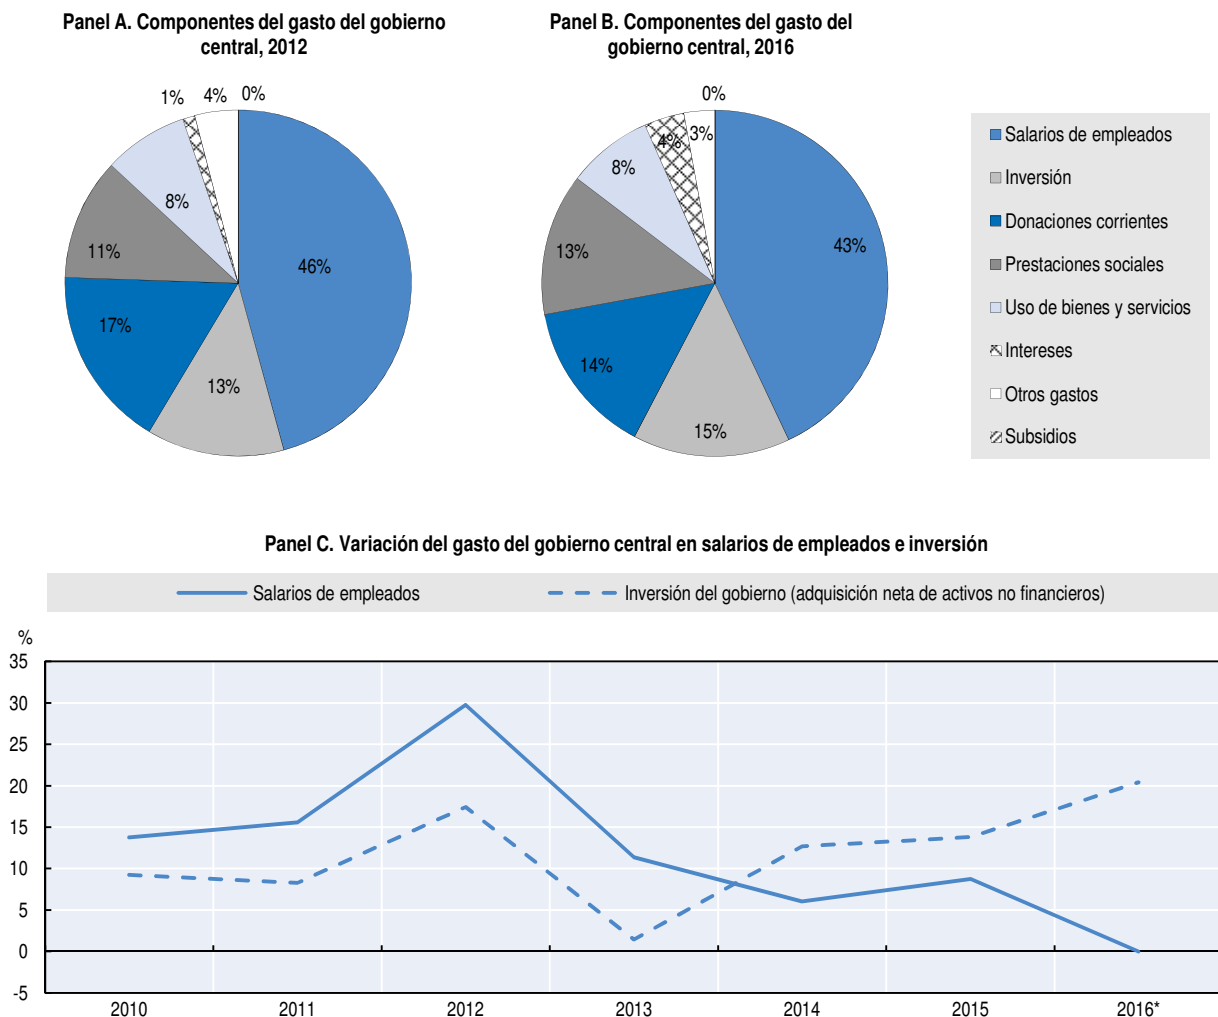 Panel A. Componentes del gasto del gobierno
central, 2012
Panel B. Componentes del gasto del
gobierno central, 2016
1%
4%
0%
8%
11%
17%
13%
46%
0%
3%
4%
8%
13%
14%
15%
43%
Salarios de empleados
Inversión
Donaciones corrientes
Prestaciones sociales
Uso de bienes y servicios
Intereses
Otros gastos
Subsidios
Panel C. Variación del gasto del gobierno central en salarios de empleados e inversión
Salarios de empleados
Inversión del gobierno (adquisición neta de activos no financieros)
%
35
30
25
20
15
10
5
0
-5
2010
2011
2012
2013
2014
2015
2016*